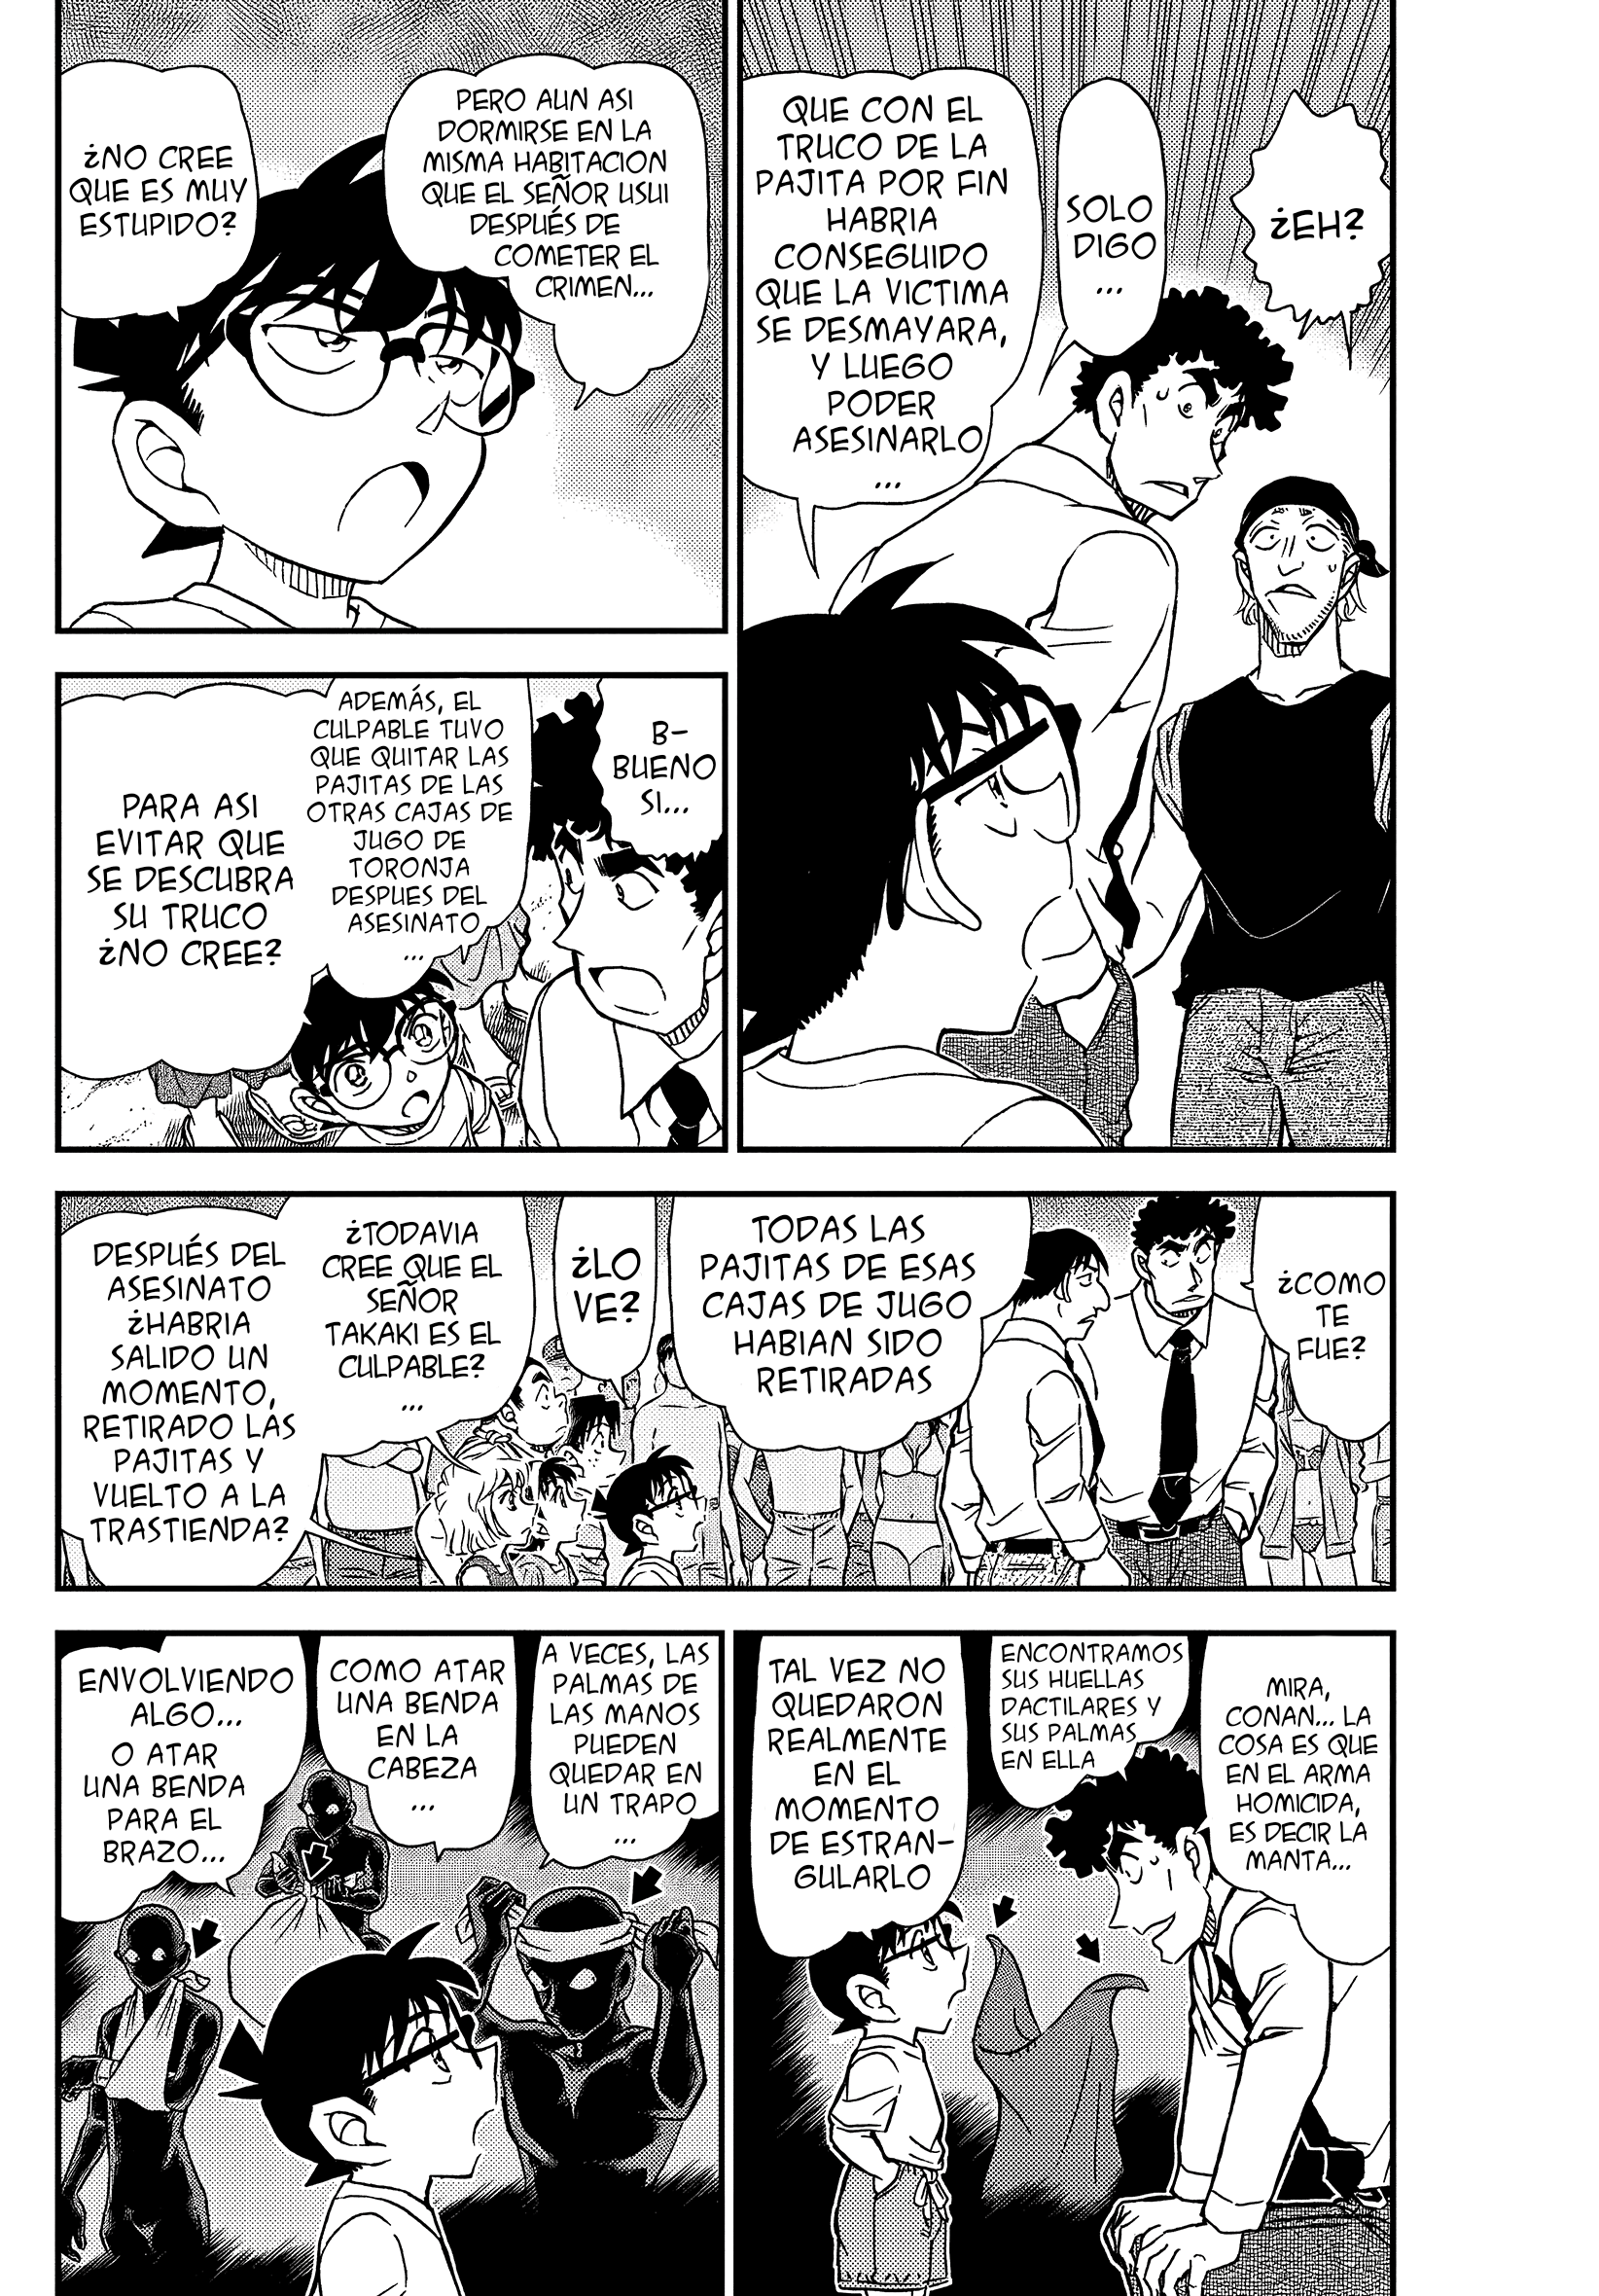 ¿EH?
SOLO
DIGO
...
QUE CON EL
TRUCO DE LA
PAJITA POR FIN
HABRIA
CONSEGUIDO
QUE LA VICTIMA
SE DESMAYARA,
Y LUEGO
PODER
ASESINARLO
...
PERO AUN ASI
DORMIRSE EN LA
MISMA HABITACION
QUE EL SEÑOR USUI
DESPUÉS DE
COMETER EL
CRIMEN...
¿NO CREE
QUE ES MUY
ESTUPIDO?
B-
BUENO
SI...
ADEMÁS, EL
CULPABLE TUVO
QUE QUITAR LAS
PAJITAS DE LAS
OTRAS CAJAS DE
JUGO DE
TORONJA
DESPUES DEL
ASESINATO
...
PARA ASI
EVITAR QUE
SE DESCUBRA
SU TRUCO
¿NO CREE?
¿COMO
TE
FUE?
TODAS LAS
PAJITAS DE ESAS
CAJAS DE JUGO
HABIAN SIDO
RETIRADAS
¿LO
VE?
¿TODAVIA
CREE QUE EL
SEÑOR
TAKAKI ES EL
CULPABLE?
...
DESPUÉS DEL
ASESINATO
¿HABRIA
SALIDO UN
MOMENTO,
RETIRADO LAS
PAJITAS Y
VUELTO A LA
TRASTIENDA?
MIRA,
CONAN... LA
COSA ES QUE
EN EL ARMA
HOMICIDA,
ES DECIR LA
MANTA...
ENCONTRAMOS
SUS HUELLAS
DACTILARES Y
SUS PALMAS
EN ELLA
TAL VEZ NO
QUEDARON
REALMENTE
EN EL
MOMENTO
DE ESTRAN-
GULARLO
A VECES, LAS
PALMAS DE
LAS MANOS
PUEDEN
QUEDAR EN
UN TRAPO
...
COMO ATAR
UNA BENDA
EN LA
CABEZA
...
ENVOLVIENDO
ALGO...
O ATAR
UNA BENDA
PARA EL
BRAZO...